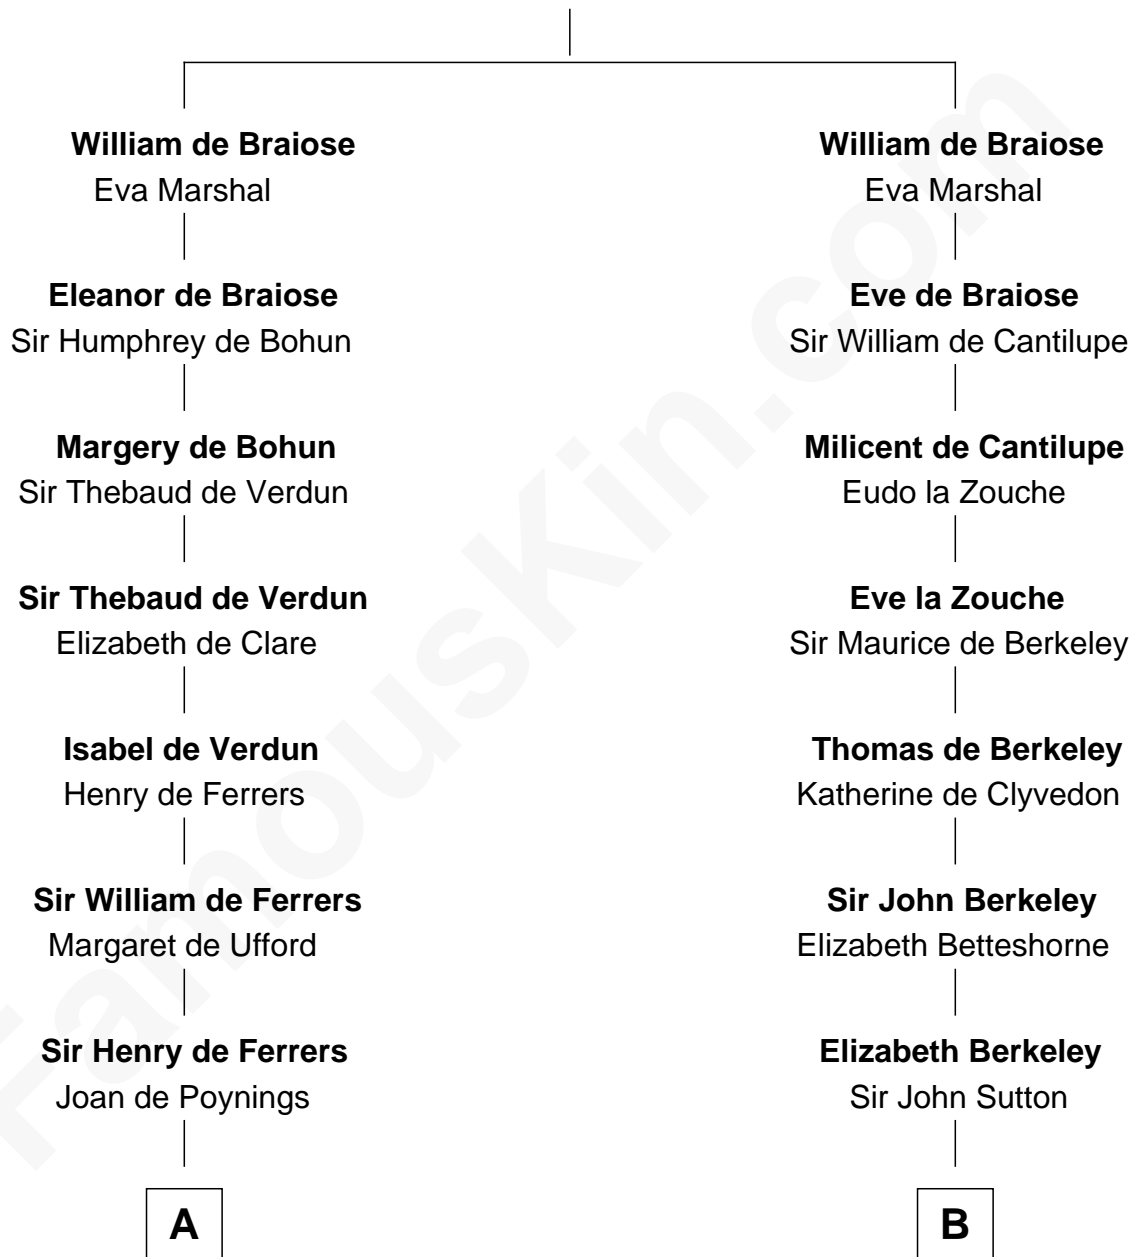 William de Braiose
Eva Marshal
Eleanor de Braiose
Sir Humphrey de Bohun
Margery de Bohun
Sir Thebaud de Verdun
Sir Thebaud de Verdun
Elizabeth de Clare
Isabel de Verdun
Henry de Ferrers
Sir William de Ferrers
Margaret de Ufford
Sir Henry de Ferrers
Joan de Poynings
A
William de Braiose
Eva Marshal
Eve de Braiose
Sir William de Cantilupe
Milicent de Cantilupe
Eudo la Zouche
Eve la Zouche
Sir Maurice de Berkeley
Thomas de Berkeley
Katherine de Clyvedon
Sir John Berkeley
Elizabeth Betteshorne
Elizabeth Berkeley
Sir John Sutton
B
FamousKin.com